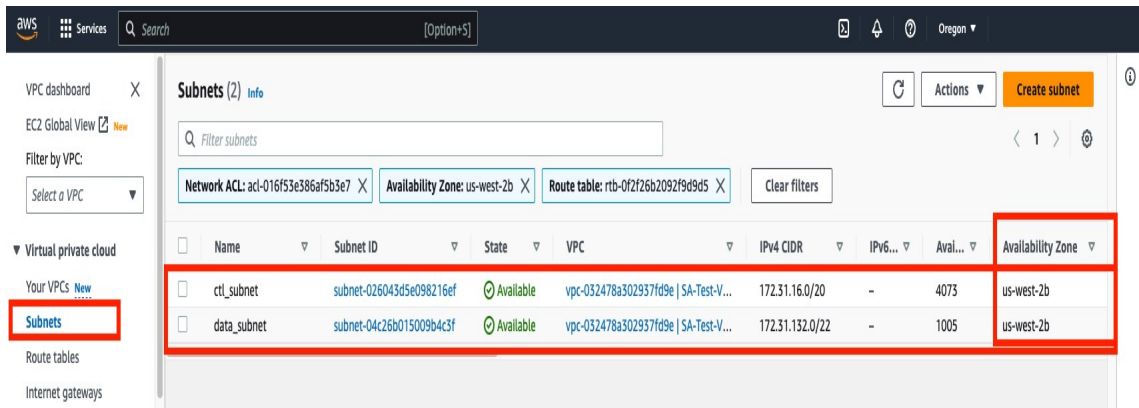 aws Services Search [Option+S] Oregon ▼
VPC dashboard
EC2 Global View New
Filter by VPC:
Select a VPC ▼
▼ Virtual private cloud
Your VPCs New
Subnets
Route tables
Internet gateways
Subnets (2) Info
Actions ▼
Create subnet
Filter subnets
1
Network ACL: acl-016f53e386af5b3e7
Availability Zone: us-west-2b
Route table: rtb-0f2f26b2092f9d9d5
Clear filters
Name Subnet ID State VPC IPv4 CIDR IPv6... Avai... Availability Zone
ctl_subnet subnet-026043d5e098216ef Available vpc-032478a302937fd9e | SA-Test-V... 172.31.16.0/20 – 4073 us-west-2b
data_subnet subnet-04c26b015009b4c3f Available vpc-032478a302937fd9e | SA-Test-V... 172.31.132.0/22 – 1005 us-west-2b